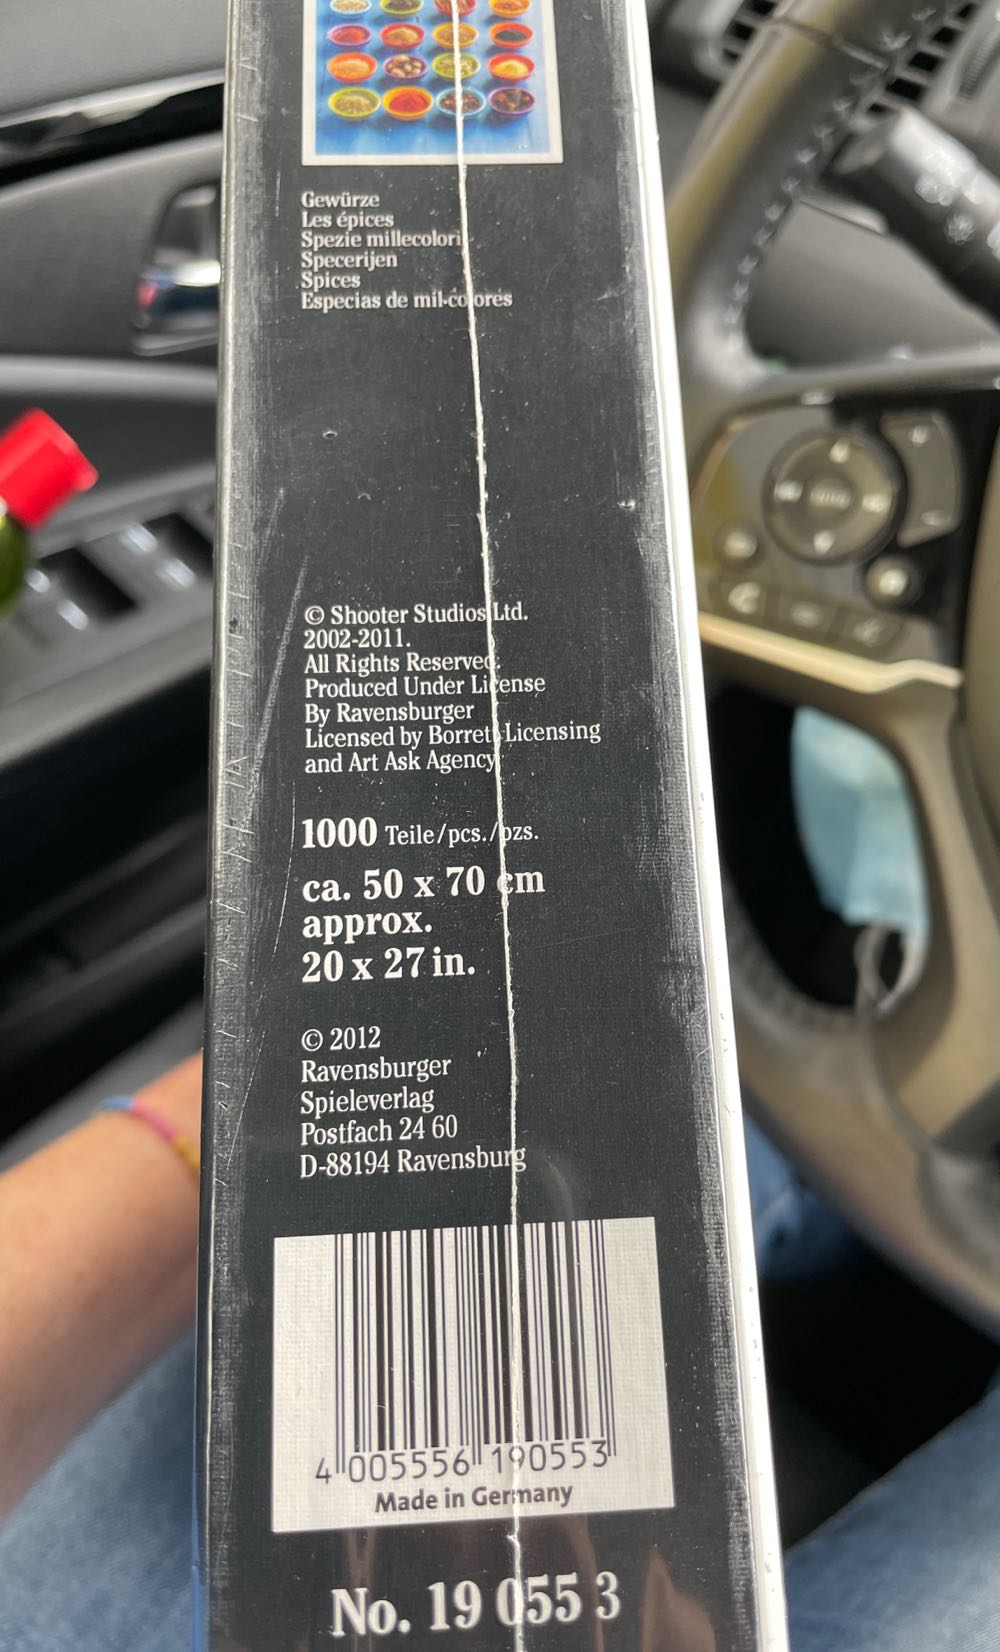 Gewürze
Les épices
Spezie millecolori
Specerijen
Spices
Especias de mil-colores
© Shooter Studios Ltd.
2002-2011.
All Rights Reserved.
Produced Under License
By Ravensburger
Licensed by Borrett Licensing
and Art Ask Agency
1000 Teile/pcs./pzs.
ca. 50 x 70 cm
approx.
20 x 27 in.
© 2012
Ravensburger
Spieleverlag
Postfach 24 60
D-88194 Ravensburg
4 005556 190553
Made in Germany
No. 19 055 3